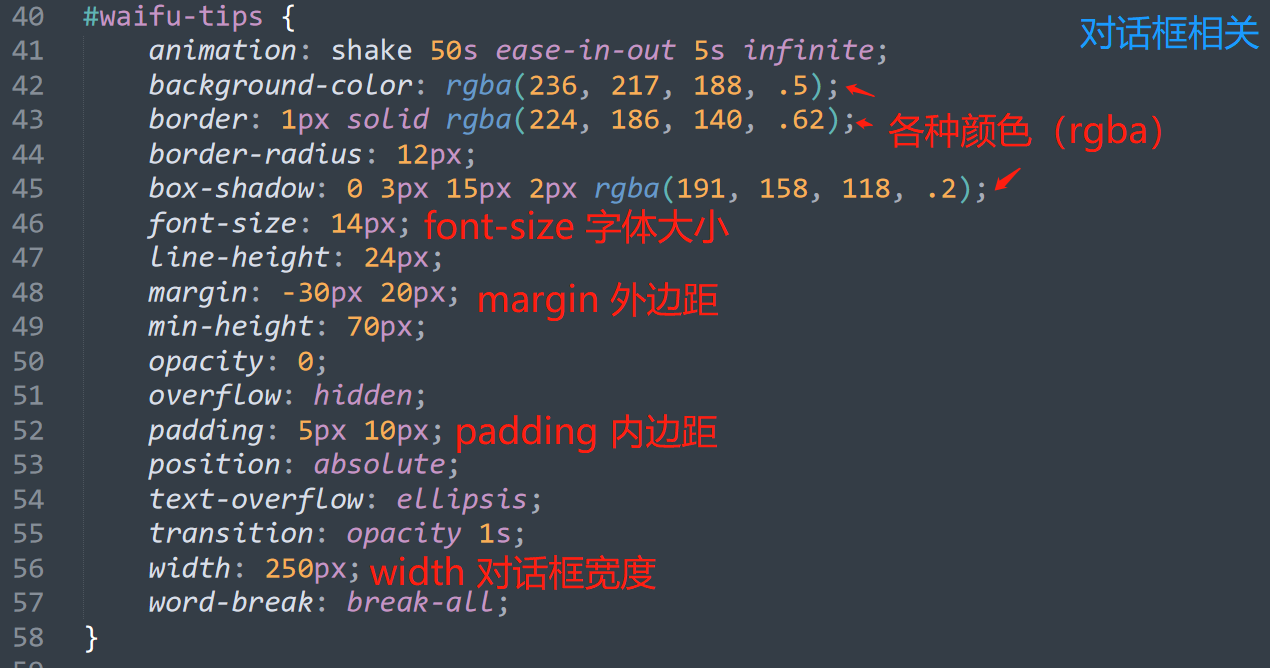 40 #waifu-tips { 对话框相关
41 animation: shake 50s ease-in-out 5s infinite;
42 background-color: rgba(236, 217, 188, .5);
43 border: 1px solid rgba(224, 186, 140, .62); 各种颜色（rgba）
44 border-radius: 12px;
45 box-shadow: 0 3px 15px 2px rgba(191, 158, 118, .2);
46 font-size: 14px; font-size 字体大小
47 line-height: 24px;
48 margin: -30px 20px; margin 外边距
49 min-height: 70px;
50 opacity: 0;
51 overflow: hidden;
52 padding: 5px 10px; padding 内边距
53 position: absolute;
54 text-overflow: ellipsis;
55 transition: opacity 1s;
56 width: 250px; width 对话框宽度
57 word-break: break-all;
58 }